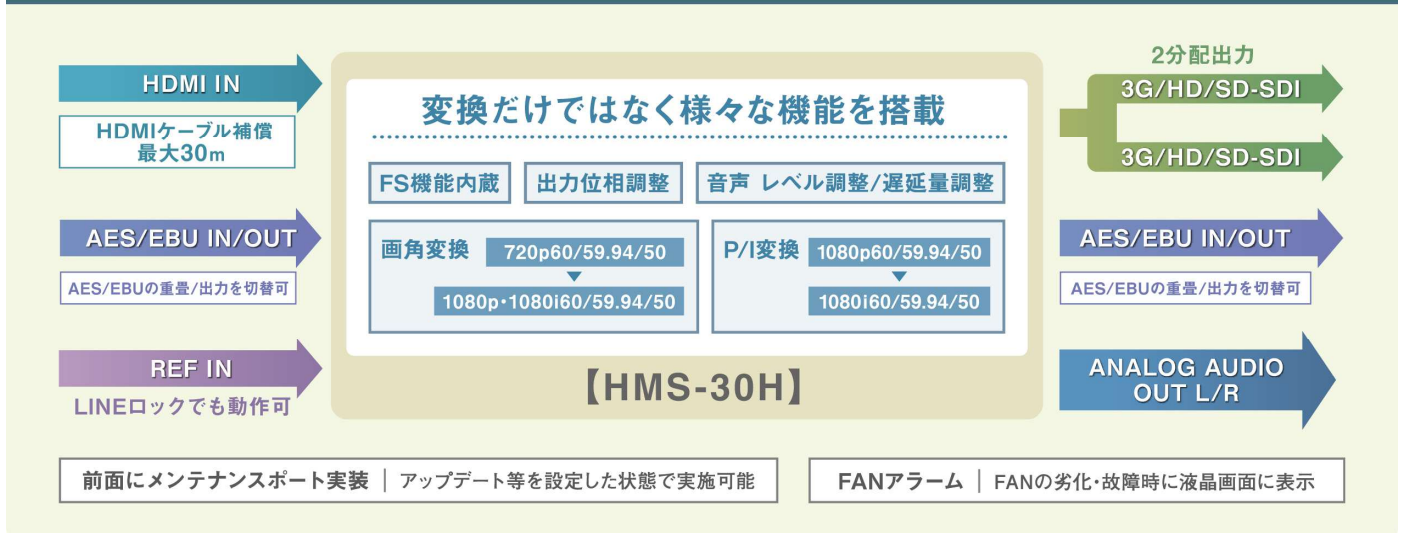 HDMI IN
HDMIケーブル補償
最大30m
AES/EBU IN/OUT
AES/EBUの重畳/出力を切替可
REF IN
LINEロックでも動作可
変換だけではなく様々な機能を搭載
FS機能内蔵
出力位相調整
音声 レベル調整/遅延量調整
画角変換
720p60/59.94/50
1080p・1080i60/59.94/50
P/I変換
1080p60/59.94/50
1080i60/59.94/50
【HMS-30H】
2分配出力
3G/HD/SD-SDI
3G/HD/SD-SDI
AES/EBU IN/OUT
AES/EBUの重畳/出力を切替可
ANALOG AUDIO
OUT L/R
前面にメンテナンスポート実装 | アップデート等を設定した状態で実施可能
FANアラーム | FANの劣化・故障時に液晶画面に表示